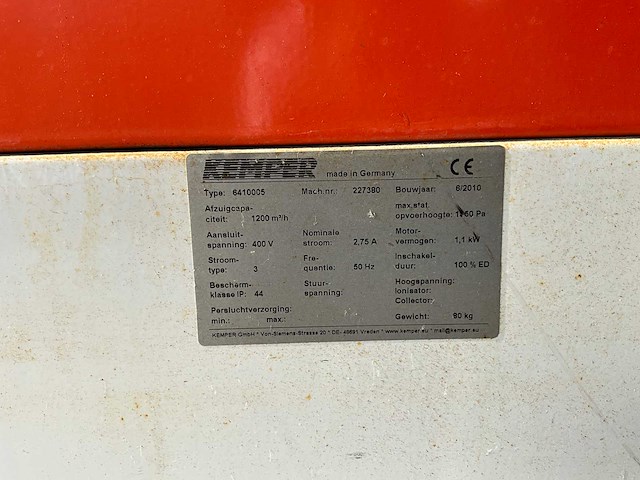 KEMPER made in Germany CE
Type: 6410005 Mach.nr.: 227380 Bouwjaar: 6/2010
Afzuigcapa- max.stat.
citeit: 1200 m³/h opvoerhoogte: Pa
Aansluit- Nominale Motor-
spanning: 400 V stroom: 2,75 A vermogen: 1,1 kW
Stroom- Fre- Inschakel-
type: 3 quentie: 50 Hz duur: 100 % ED
Bescherm- Stuur- Hoogspanning:
klasse IP: 44 spanning: Ionisator:
Collector:
Persluchtverzorging:
min.: max.: Gewicht: kg
KEMPER GmbH * Von-Siemens-Strasse 20 * DE- 48691 Vreden * www.kemper.eu * mail@kemper.eu